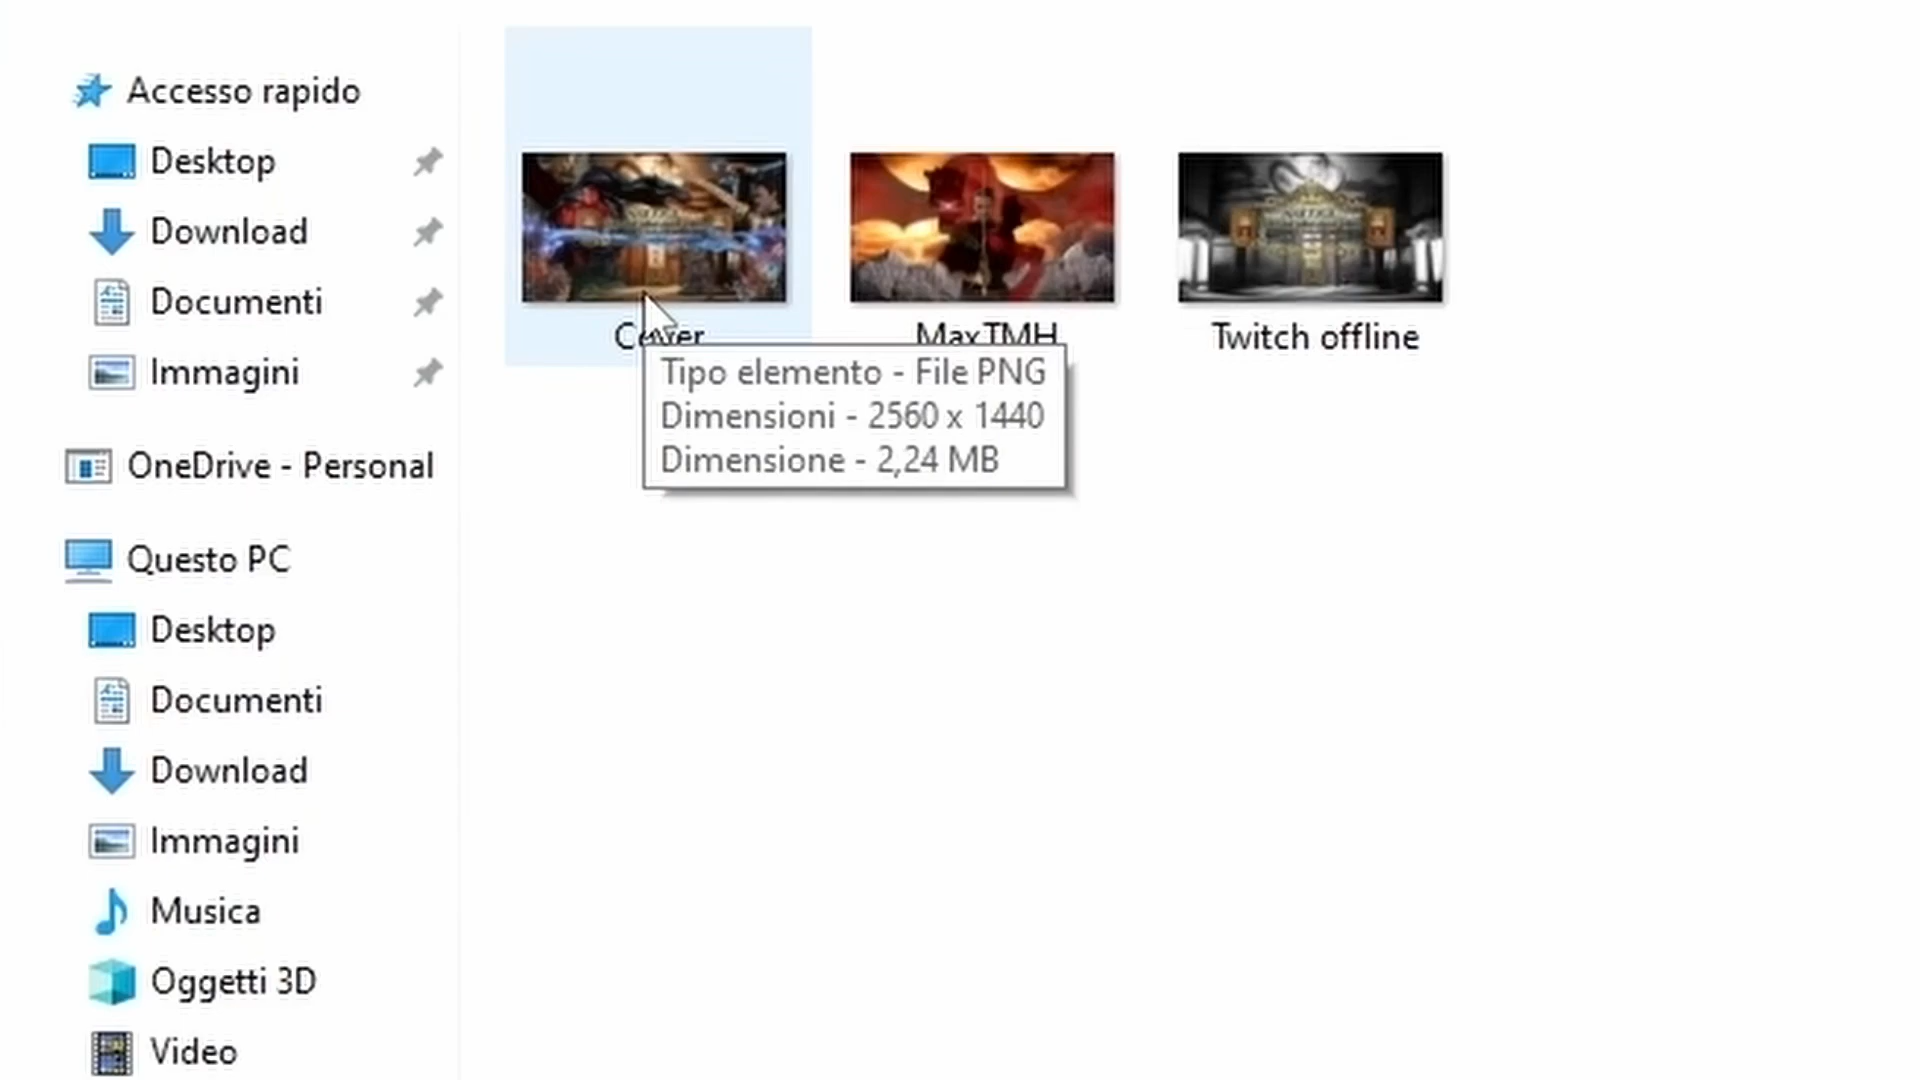 Accesso rapido
Desktop
Download
Documenti
Immagini
OneDrive - Personal
Questo PC
Desktop
Documenti
Download
Immagini
Musica
Oggetti 3D
Video
Cover
MaxTMH
Twitch offline
Tipo elemento - File PNG
Dimensioni - 2560 x 1440
Dimensione - 2,24 MB